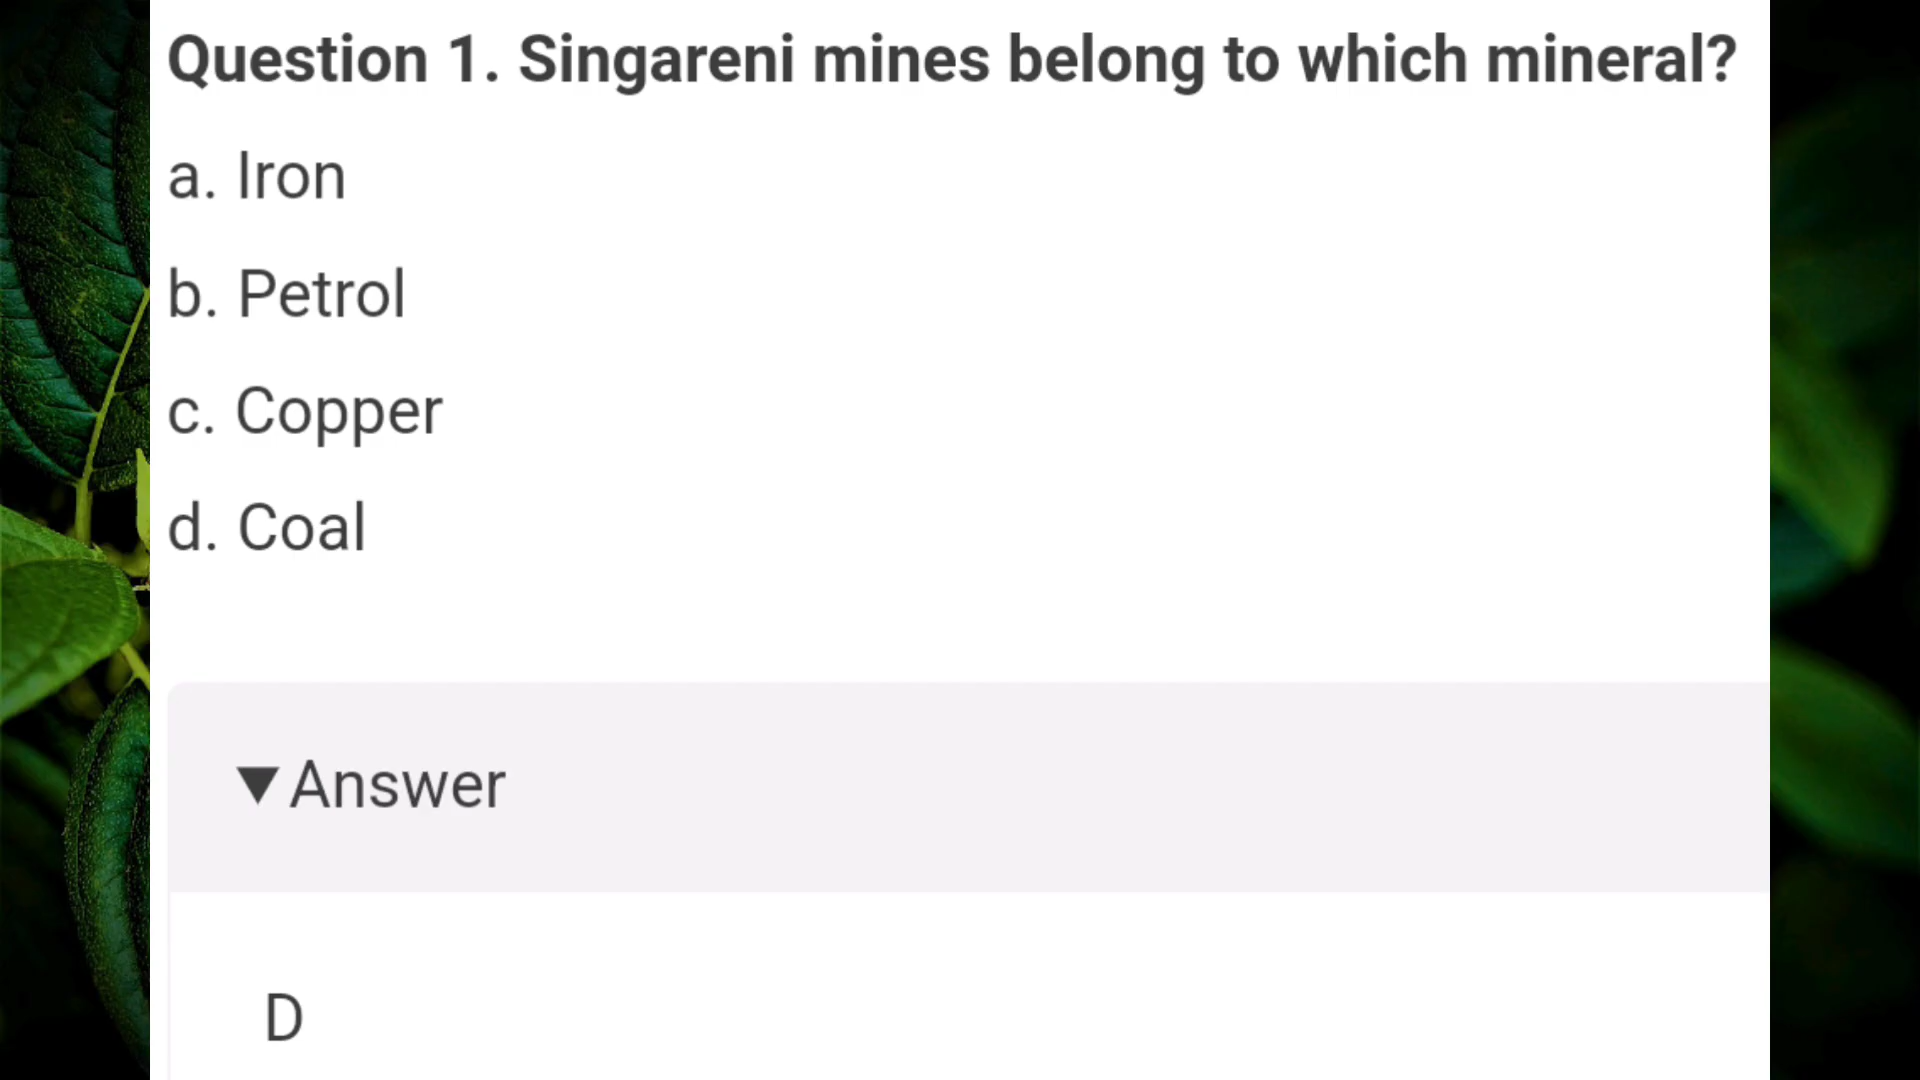 Question 1. Singareni mines belong to which mineral?
a. Iron
b. Petrol
c. Copper
d. Coal
▼Answer
D